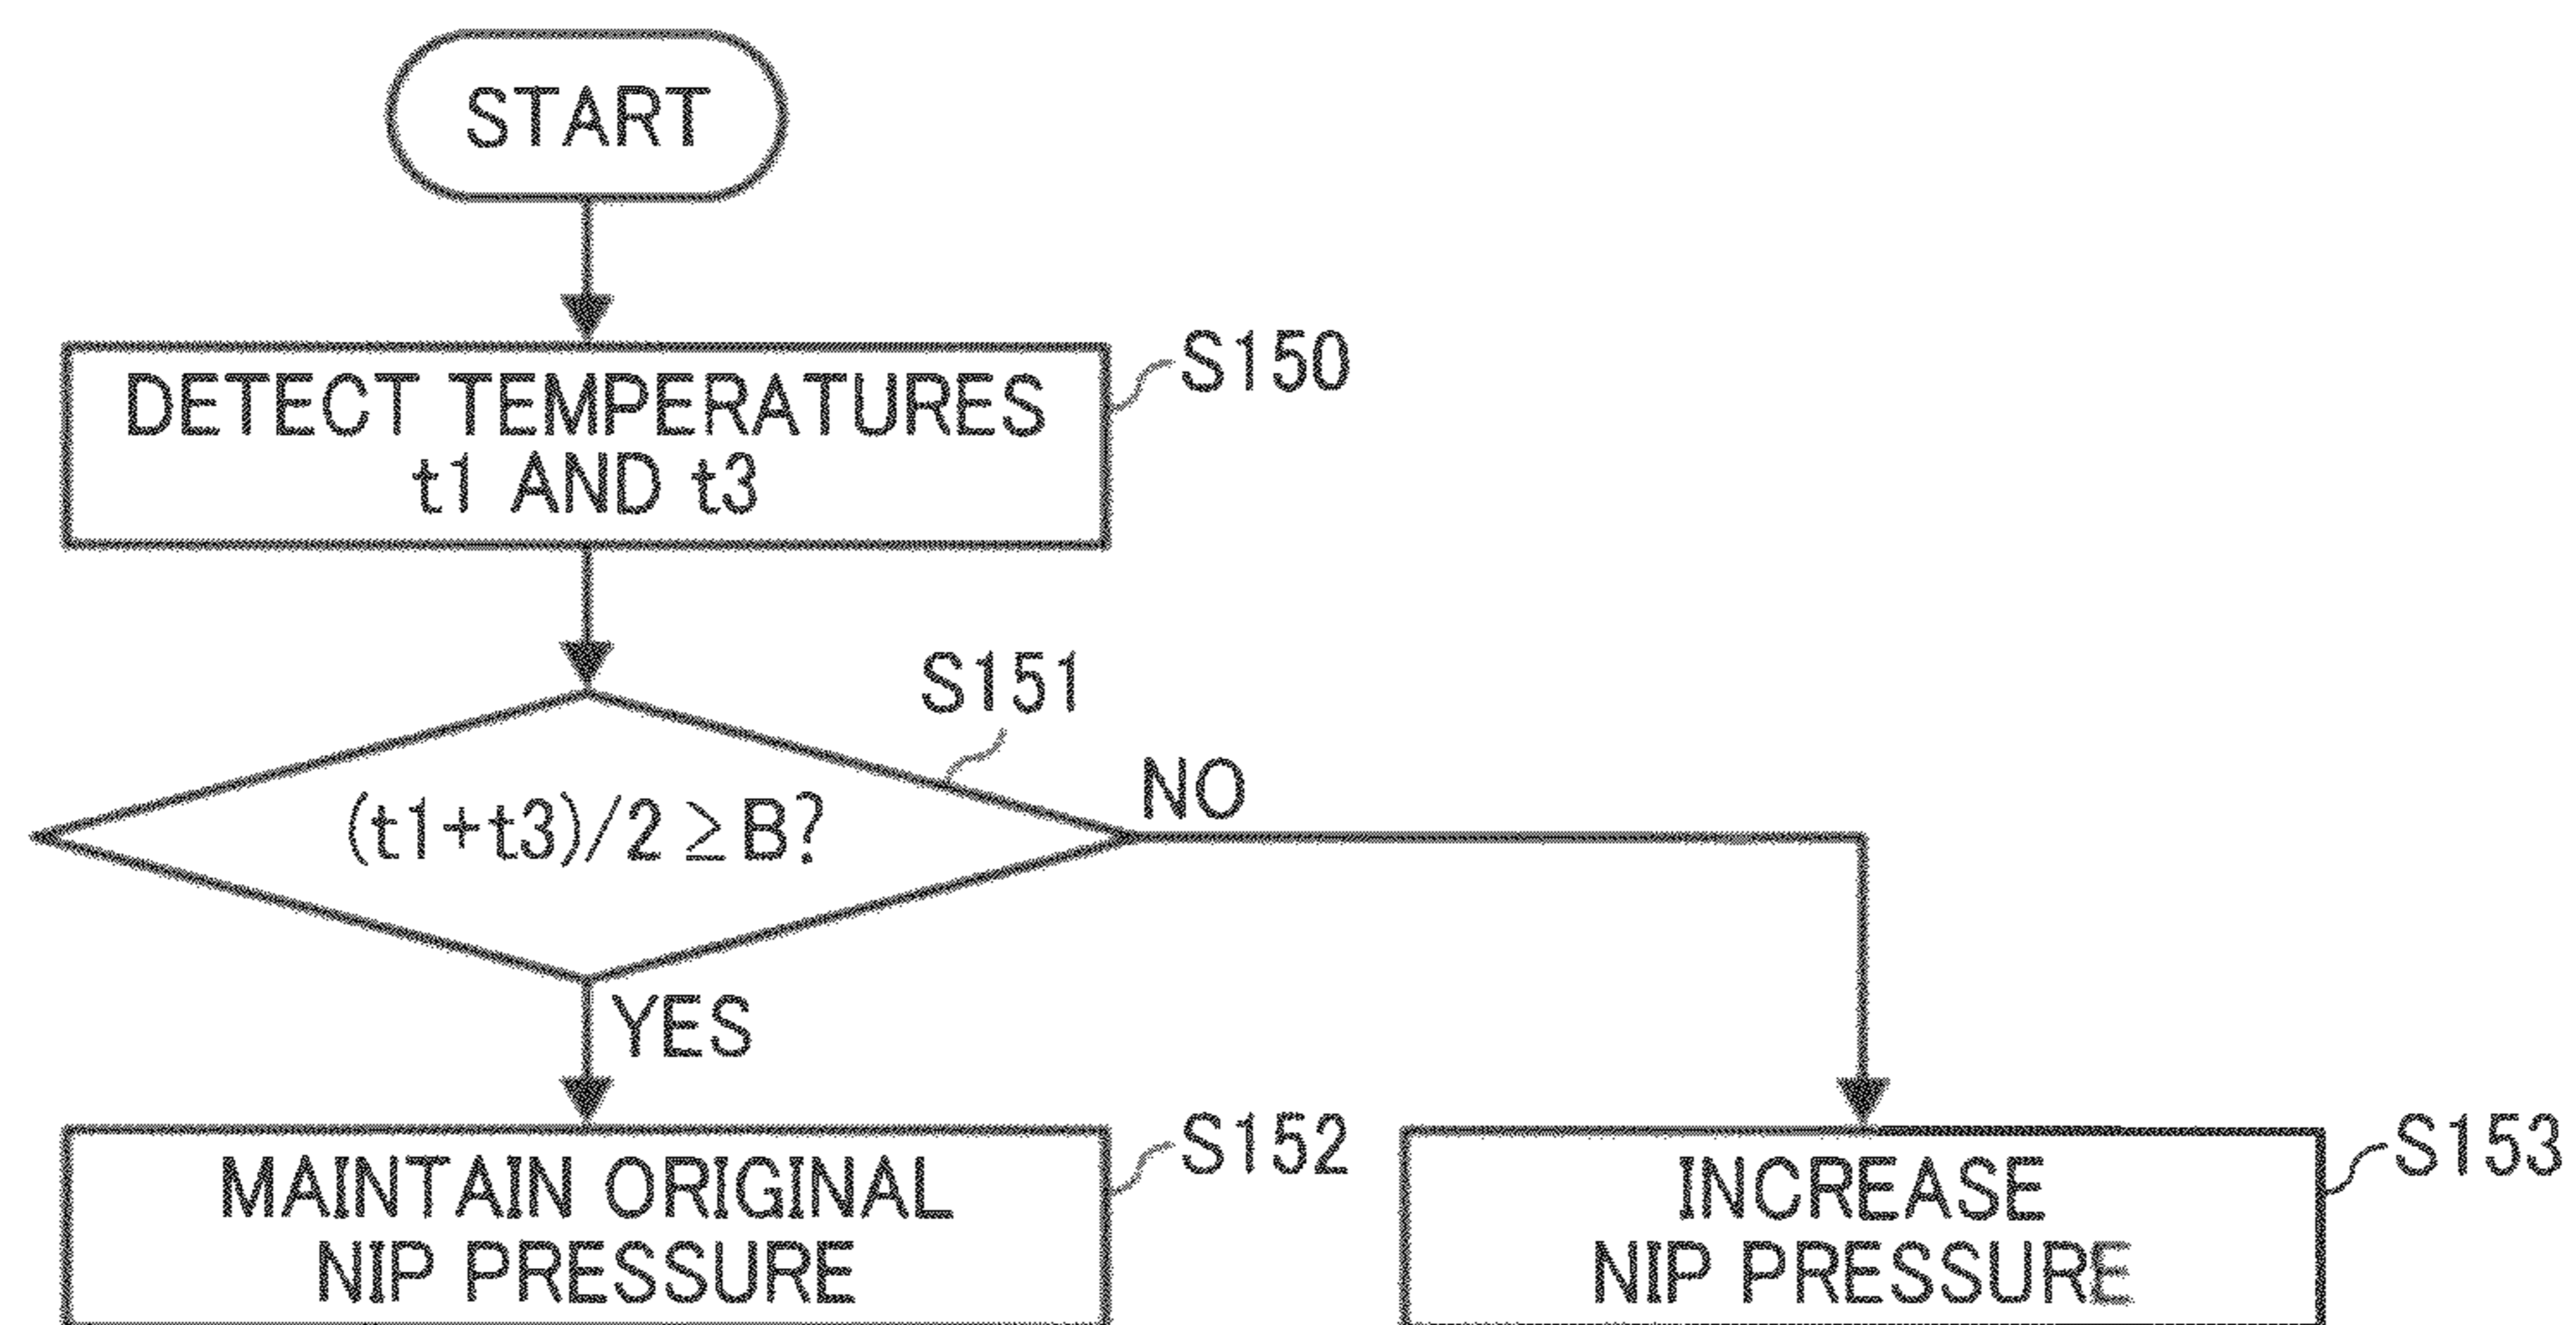 START
DETECT TEMPERATURES
t1 AND t3
S150
S151
(t1+t3)/2 ≥ B?
NO
YES
MAINTAIN ORIGINAL
NIP PRESSURE
S152
INCREASE
NIP PRESSURE
S153